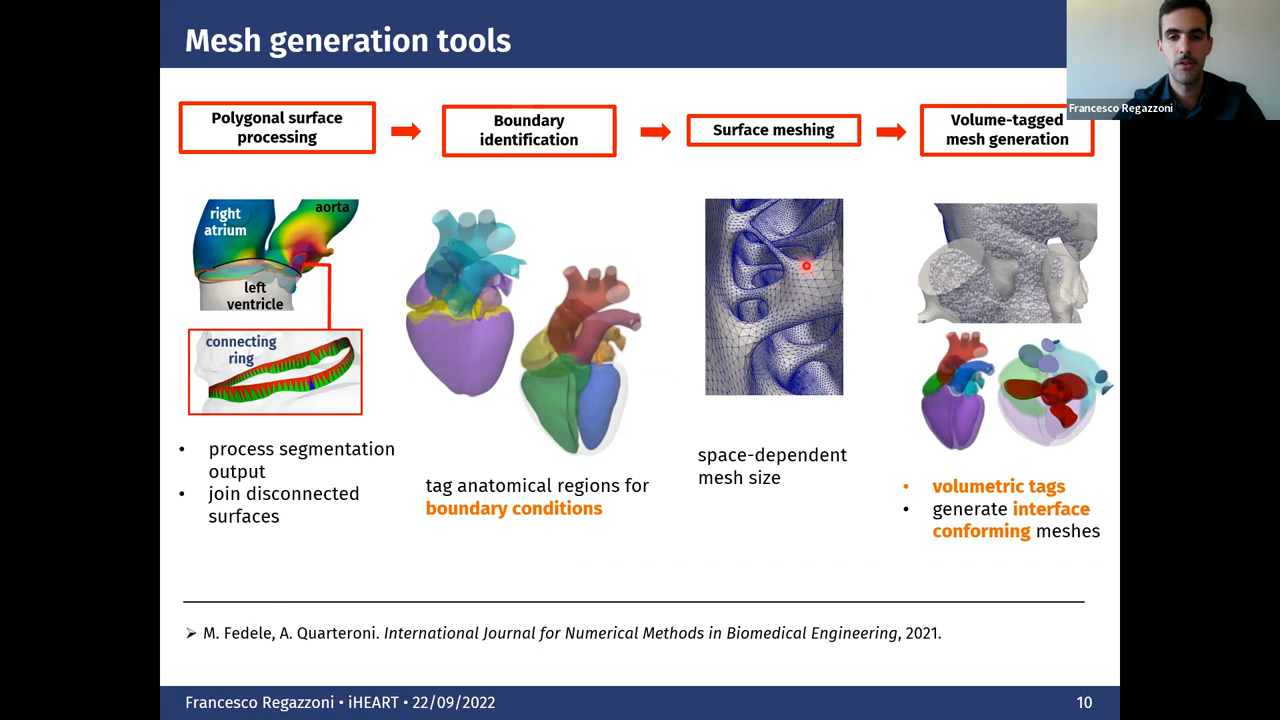 Mesh generation tools
Francesco Regazzoni
Polygonal surface
processing
Boundary
identification
Surface meshing
Volume-tagged
mesh generation
right
atrium
aorta
left
ventricle
connecting
ring
• process segmentation
output
• join disconnected
surfaces
tag anatomical regions for
boundary conditions
space-dependent
mesh size
• volumetric tags
• generate interface
conforming meshes
➢ M. Fedele, A. Quarteroni. International Journal for Numerical Methods in Biomedical Engineering, 2021.
Francesco Regazzoni • iHEART • 22/09/2022
10